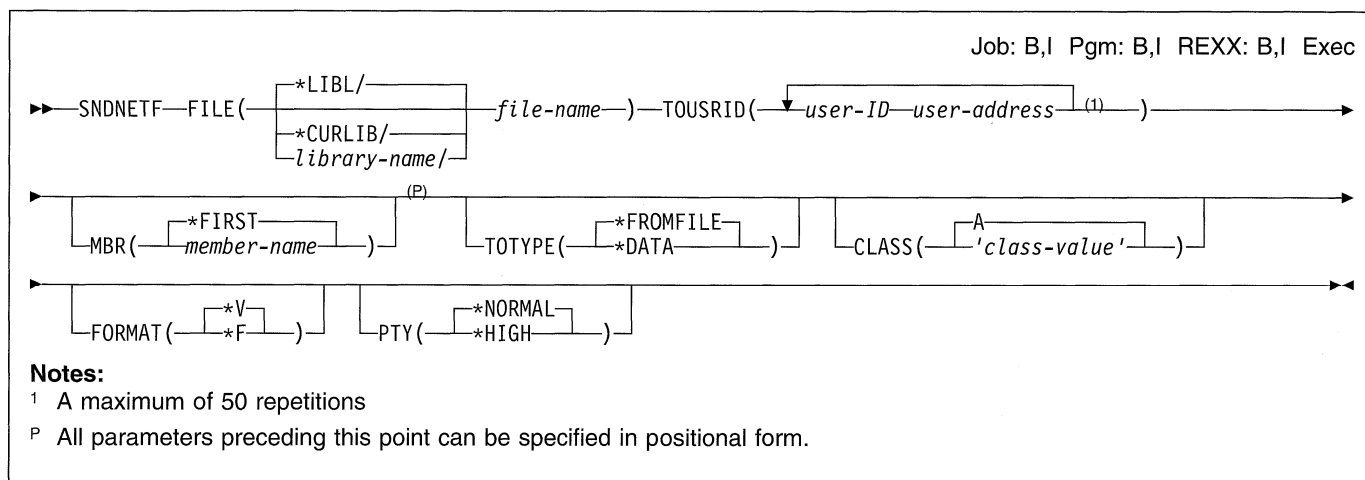 Job: B,I Pgm: B,I REXX: B,I Exec
*LIBL/
SNDNETF FILE( file-name ) TOUSRID( user-ID user-address (1) )
*CURLIB/
library-name/
(P)
*FIRST *FROMFILE A
MBR( member-name ) TOTYPE( *DATA ) CLASS( 'class-value' )
*V *NORMAL
FORMAT( *F ) PTY( *HIGH )
Notes:
1 A maximum of 50 repetitions
P All parameters preceding this point can be specified in positional form.